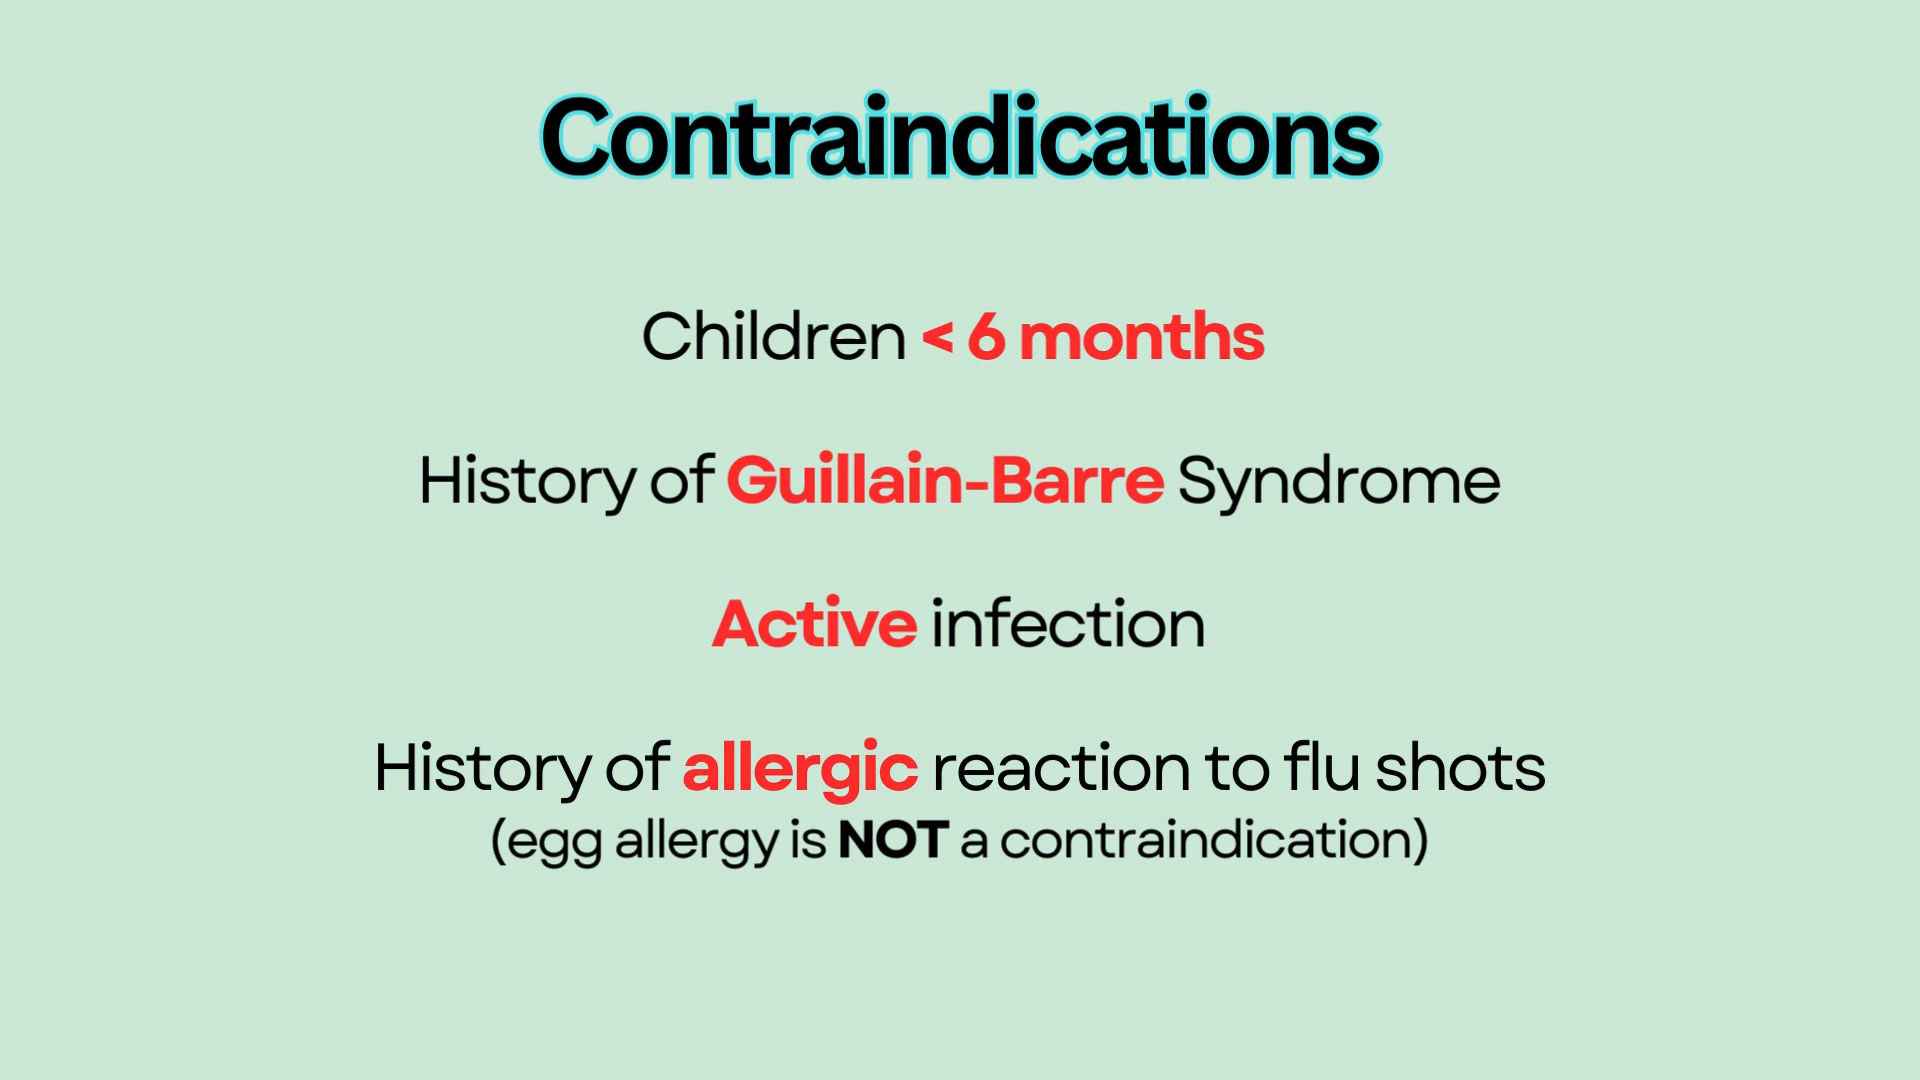 Contraindications
Children < 6 months
History of Guillain-Barre Syndrome
Active infection
History of allergic reaction to flu shots
(egg allergy is NOT a contraindication)